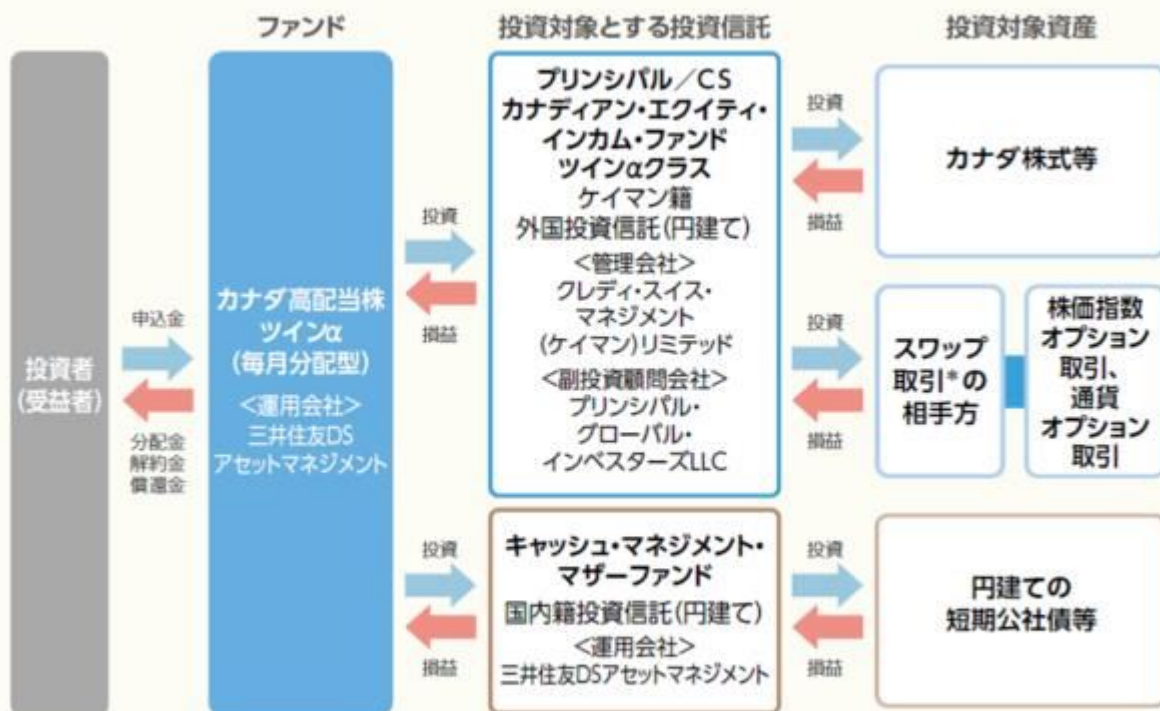 ファンド
投資対象とする投資信託
投資対象資産
投資者
(受益者)
申込金
分配金
解約金
償還金
カナダ高配当株
ツインα
(毎月分配型)
<運用会社>
三井住友DS
アセットマネジメント
投資
損益
プリンシパル/CS
カナディアン・エクイティ・
インカム・ファンド
ツインαクラス
ケイマン籍
外国投資信託(円建て)
<管理会社>
クレディ・スイス・
マネジメント
(ケイマン)リミテッド
<副投資顧問会社>
プリンシパル・
グローバル・
インベスターズLLC
投資
損益
カナダ株式等
投資
損益
スワップ
取引*の
相手方
株価指数
オプション
取引、
通貨
オプション
取引
投資
損益
キャッシュ・マネジメント・
マザーファンド
国内籍投資信託(円建て)
<運用会社>
三井住友DSアセットマネジメント
投資
損益
円建ての
短期公社債等